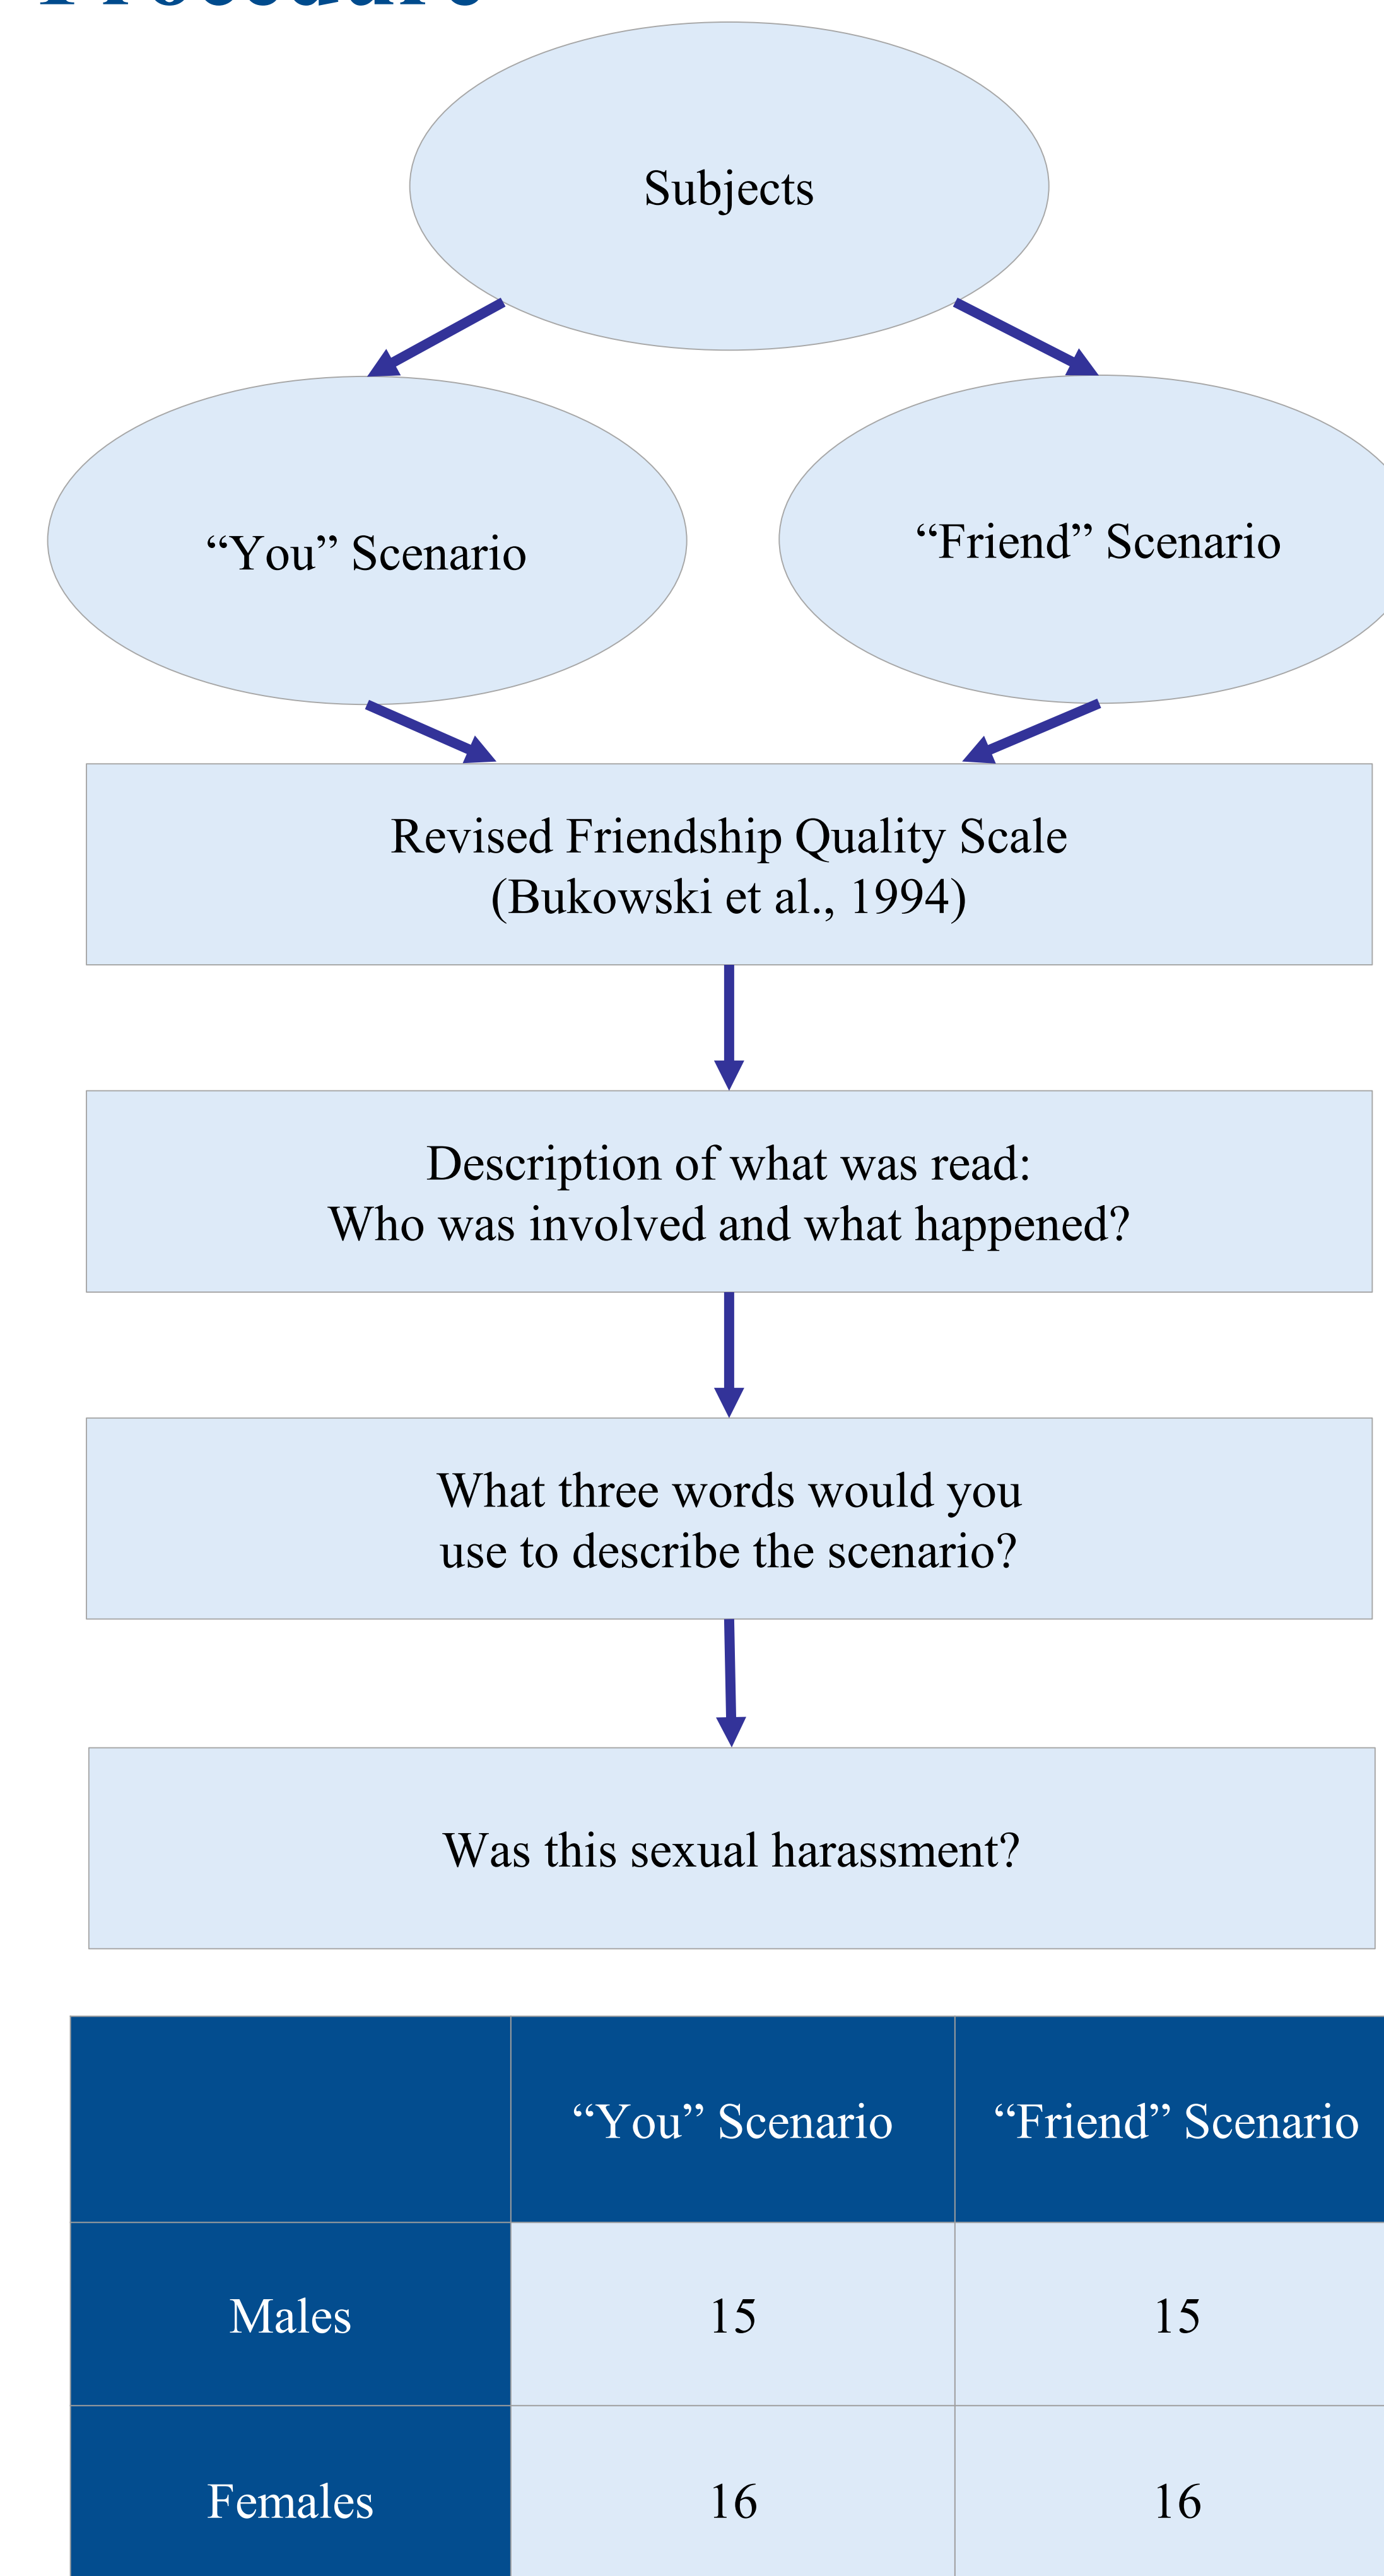 Procedure
Subjects
“You” Scenario
“Friend” Scenario
Revised Friendship Quality Scale
(Bukowski et al., 1994)
Description of what was read:
Who was involved and what happened?
What three words would you
use to describe the scenario?
Was this sexual harassment?
“You” Scenario
“Friend” Scenario
Males
15
15
Females
16
16